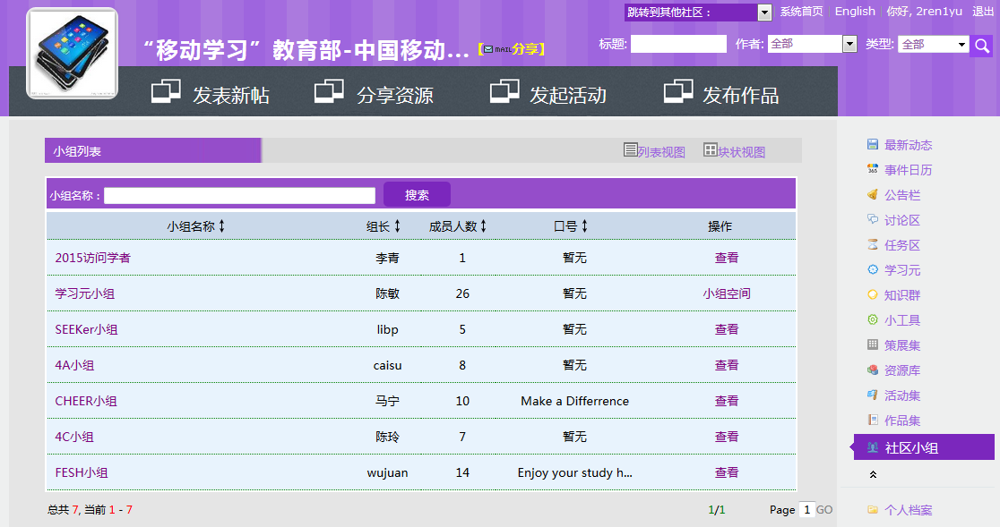 跳转到其他社区： 系统首页 English 你好, 2ren1yu 退出
“移动学习”教育部-中国移动... 【MAIL分享】 标题: 作者: 全部 类型: 全部
发表新帖 分享资源 发起活动 发布作品
小组列表 列表视图 块状视图
小组名称： 搜索
小组名称 组长 成员人数 口号 操作
2015访问学者 李青 1 暂无 查看
学习元小组 陈敏 26 暂无 小组空间
SEEKer小组 libp 5 暂无 查看
4A小组 caisu 8 暂无 查看
CHEER小组 马宁 10 Make a Differrence 查看
4C小组 陈玲 7 暂无 查看
FESH小组 wujuan 14 Enjoy your study h... 查看
总共 7, 当前 1 - 7 1/1 Page 1 GO
最新动态
365 事件日历
公告栏
讨论区
任务区
学习元
知识群
小工具
策展集
资源库
活动集
作品集
社区小组
个人档案